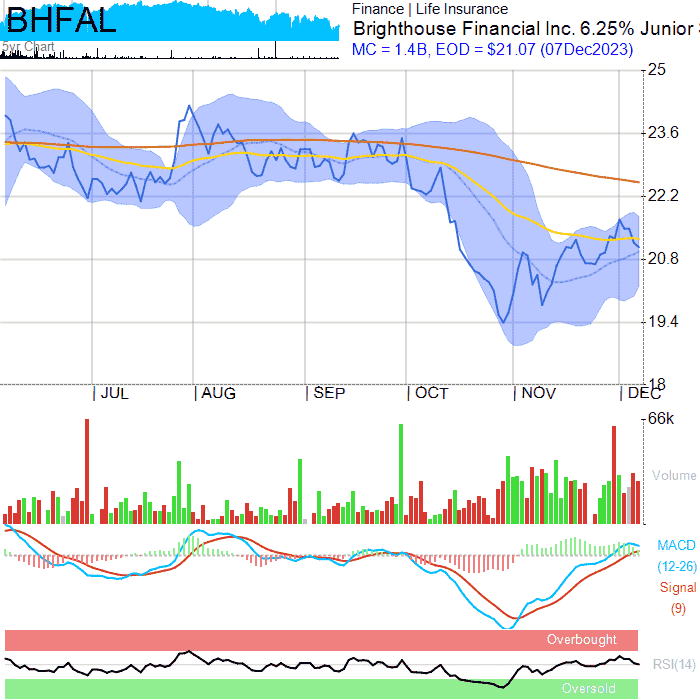 BHFAL
5yr Chart
Finance | Life Insurance
Brighthouse Financial Inc. 6.25% Junior
MC = 1.4B, EOD = $21.07 (07Dec2023)
25
23.6
22.2
20.8
19.4
18
JUL AUG SEP OCT NOV DEC
66k
Volume
MACD
(12-26)
Signal
(9)
Overbought
RSI(14)
Oversold